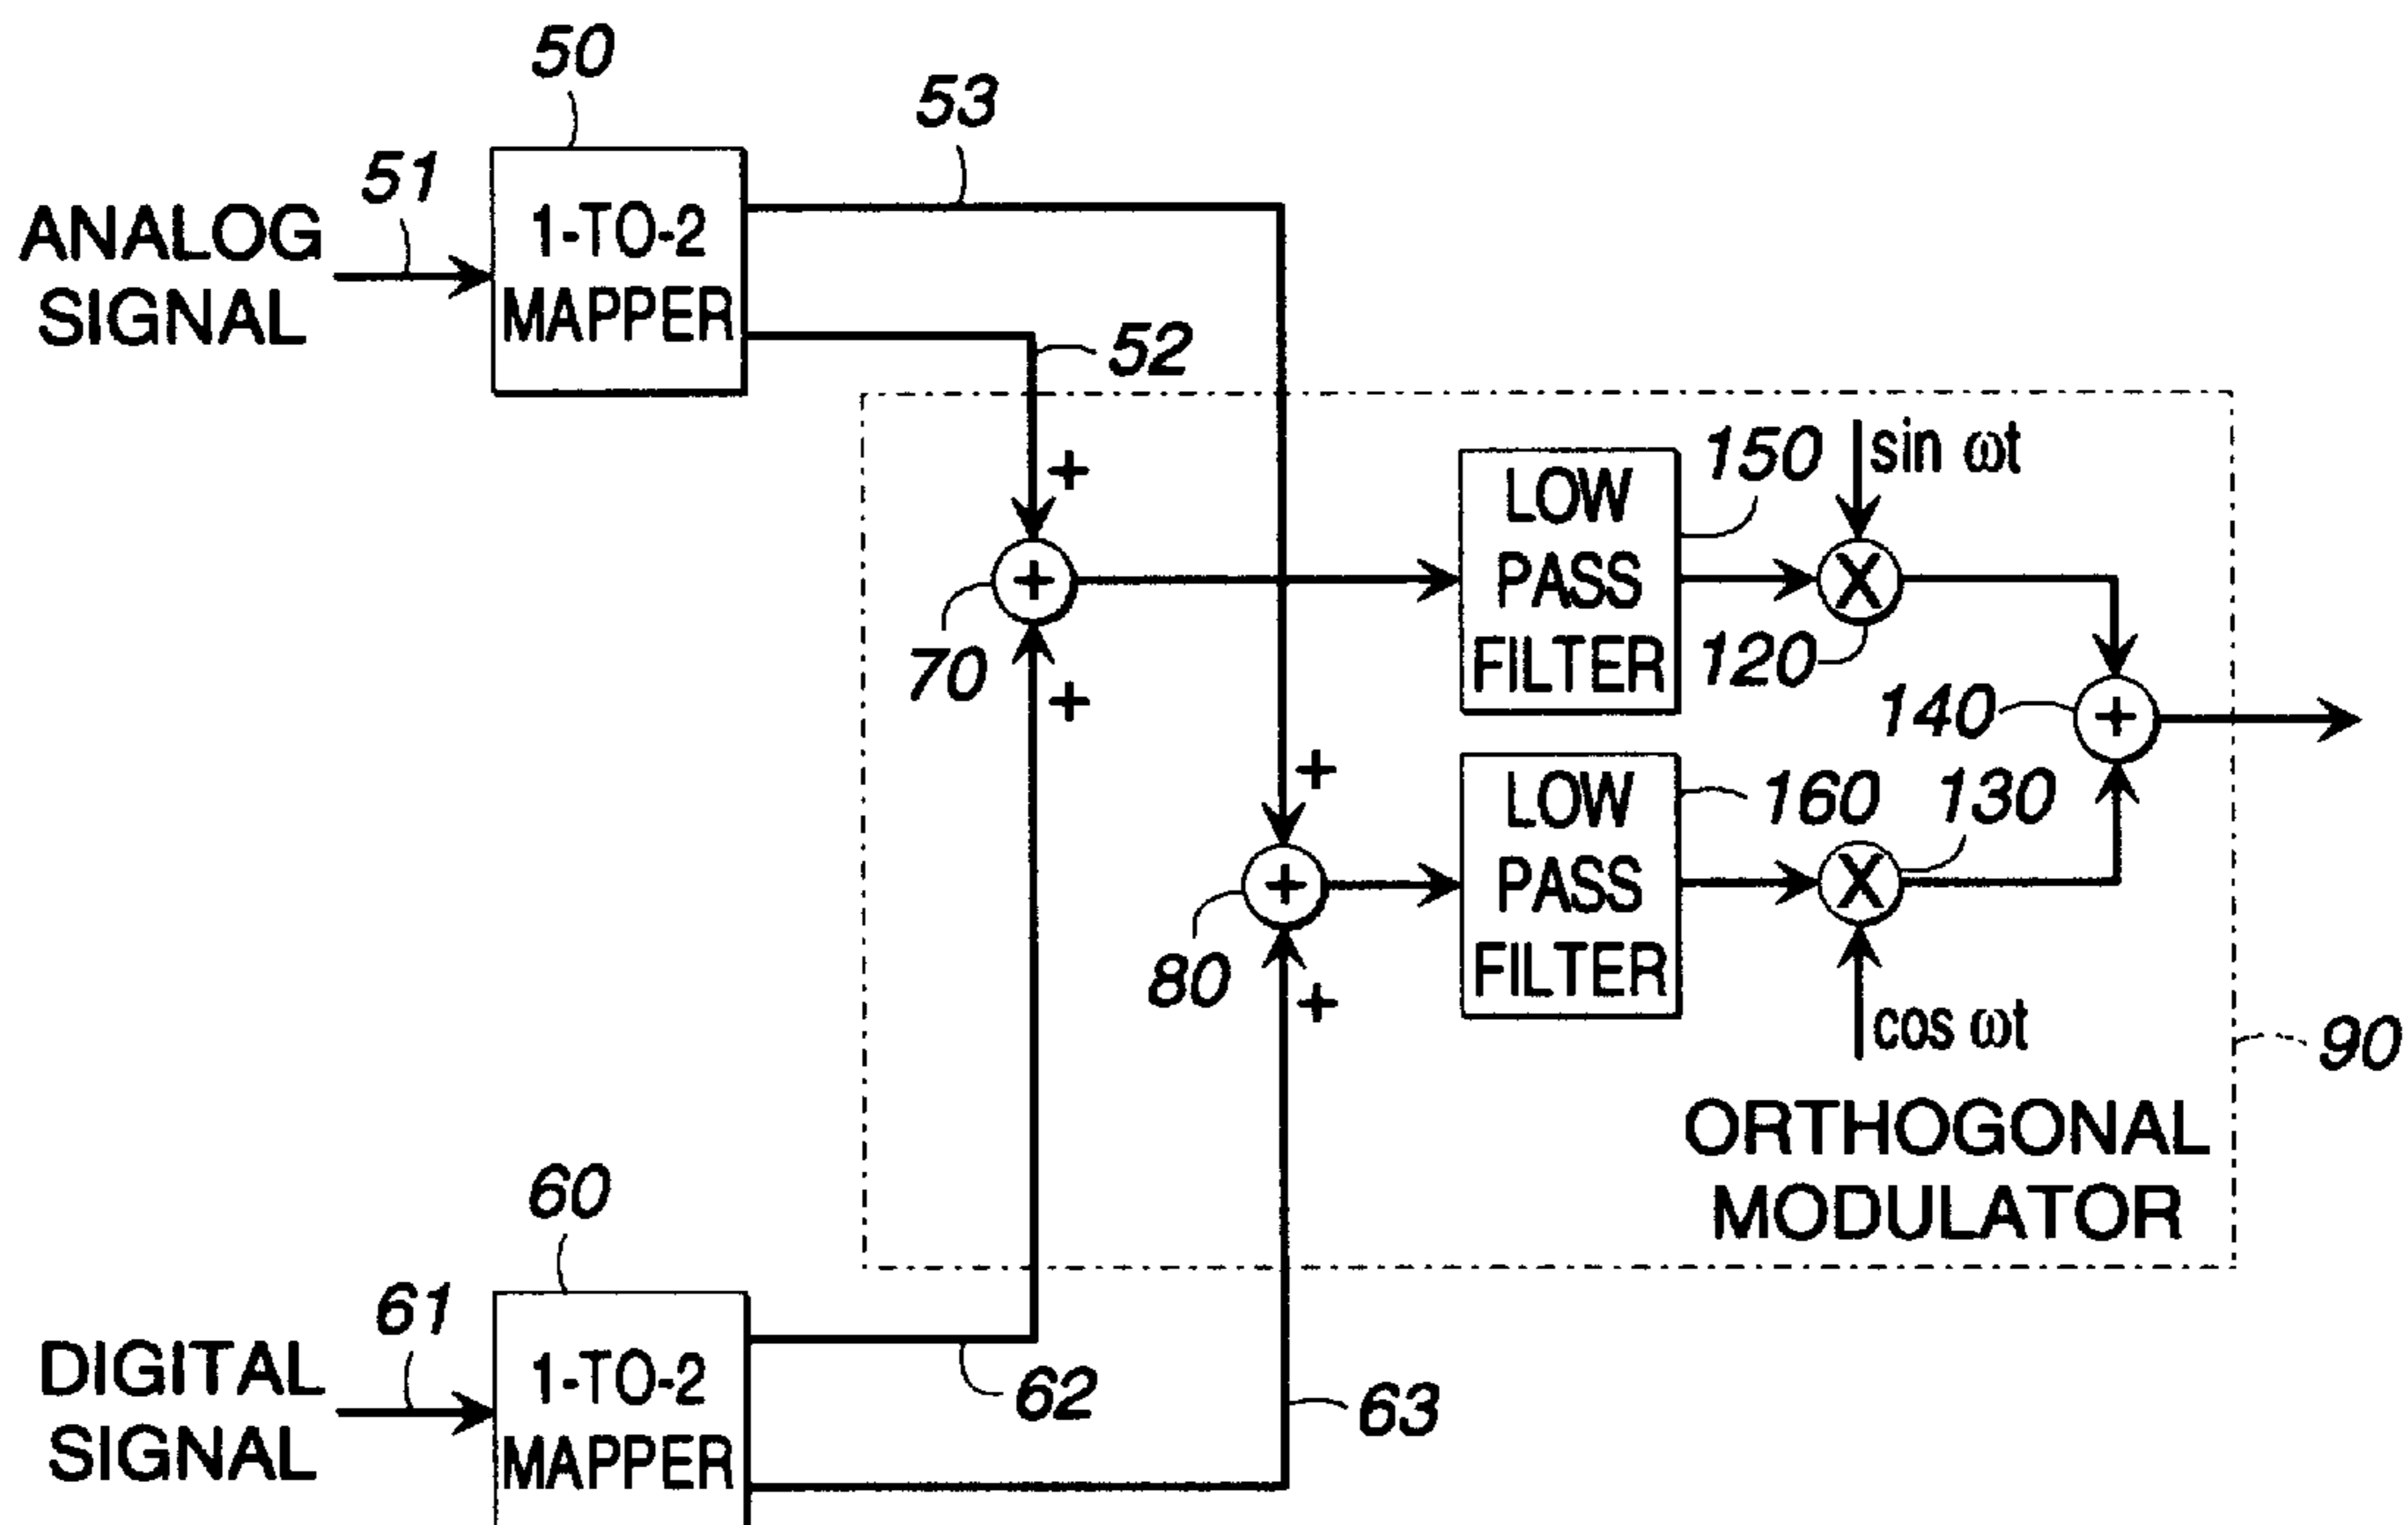 50
53
51
ANALOG
SIGNAL
1-TO-2
MAPPER
52
+
150
sin ωt
LOW
PASS
FILTER
+
70
+
X
120
140
+
+
LOW
PASS
FILTER
160
130
+
80
+
X
cos ωt
90
ORTHOGONAL
MODULATOR
60
61
DIGITAL
SIGNAL
1-TO-2
MAPPER
62
63